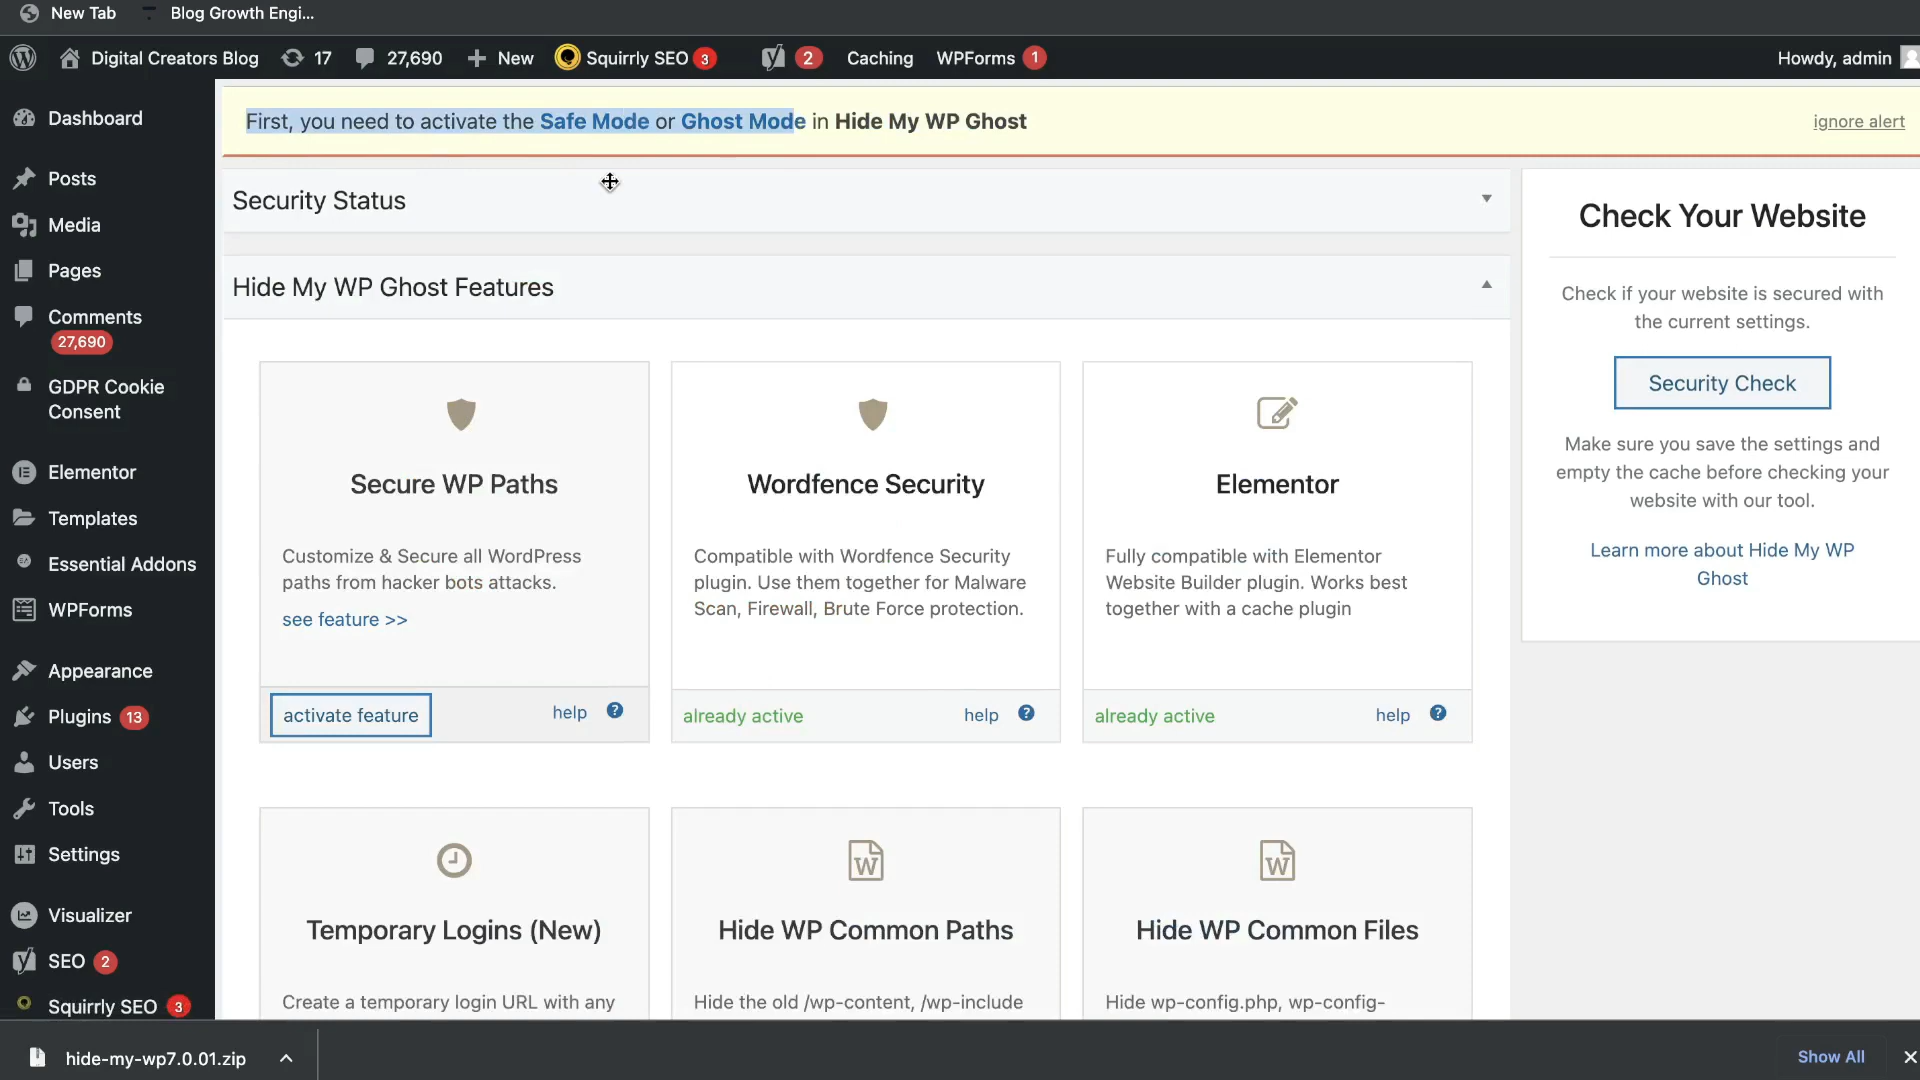 New Tab
Blog Growth Engi...
Digital Creators Blog 17 27,690 New Squirrly SEO 3 2 Caching WPForms 1 Howdy, admin
Dashboard
Posts
Media
Pages
Comments
27,690
GDPR Cookie
Consent
Elementor
Templates
Essential Addons
WPForms
Appearance
Plugins 13
Users
Tools
Settings
Visualizer
SEO 2
Squirrly SEO 3
First, you need to activate the Safe Mode or Ghost Mode in Hide My WP Ghost
ignore alert
Security Status
Hide My WP Ghost Features
Secure WP Paths
Customize & Secure all WordPress
paths from hacker bots attacks.
see feature >>
activate feature
help ?
Wordfence Security
Compatible with Wordfence Security
plugin. Use them together for Malware
Scan, Firewall, Brute Force protection.
already active
help ?
Elementor
Fully compatible with Elementor
Website Builder plugin. Works best
together with a cache plugin
already active
help ?
Temporary Logins (New)
Create a temporary login URL with any
Hide WP Common Paths
Hide the old /wp-content, /wp-include
Hide WP Common Files
Hide wp-config.php, wp-config-
Check Your Website
Check if your website is secured with
the current settings.
Security Check
Make sure you save the settings and
empty the cache before checking your
website with our tool.
Learn more about Hide My WP
Ghost
hide-my-wp7.0.01.zip
Show All